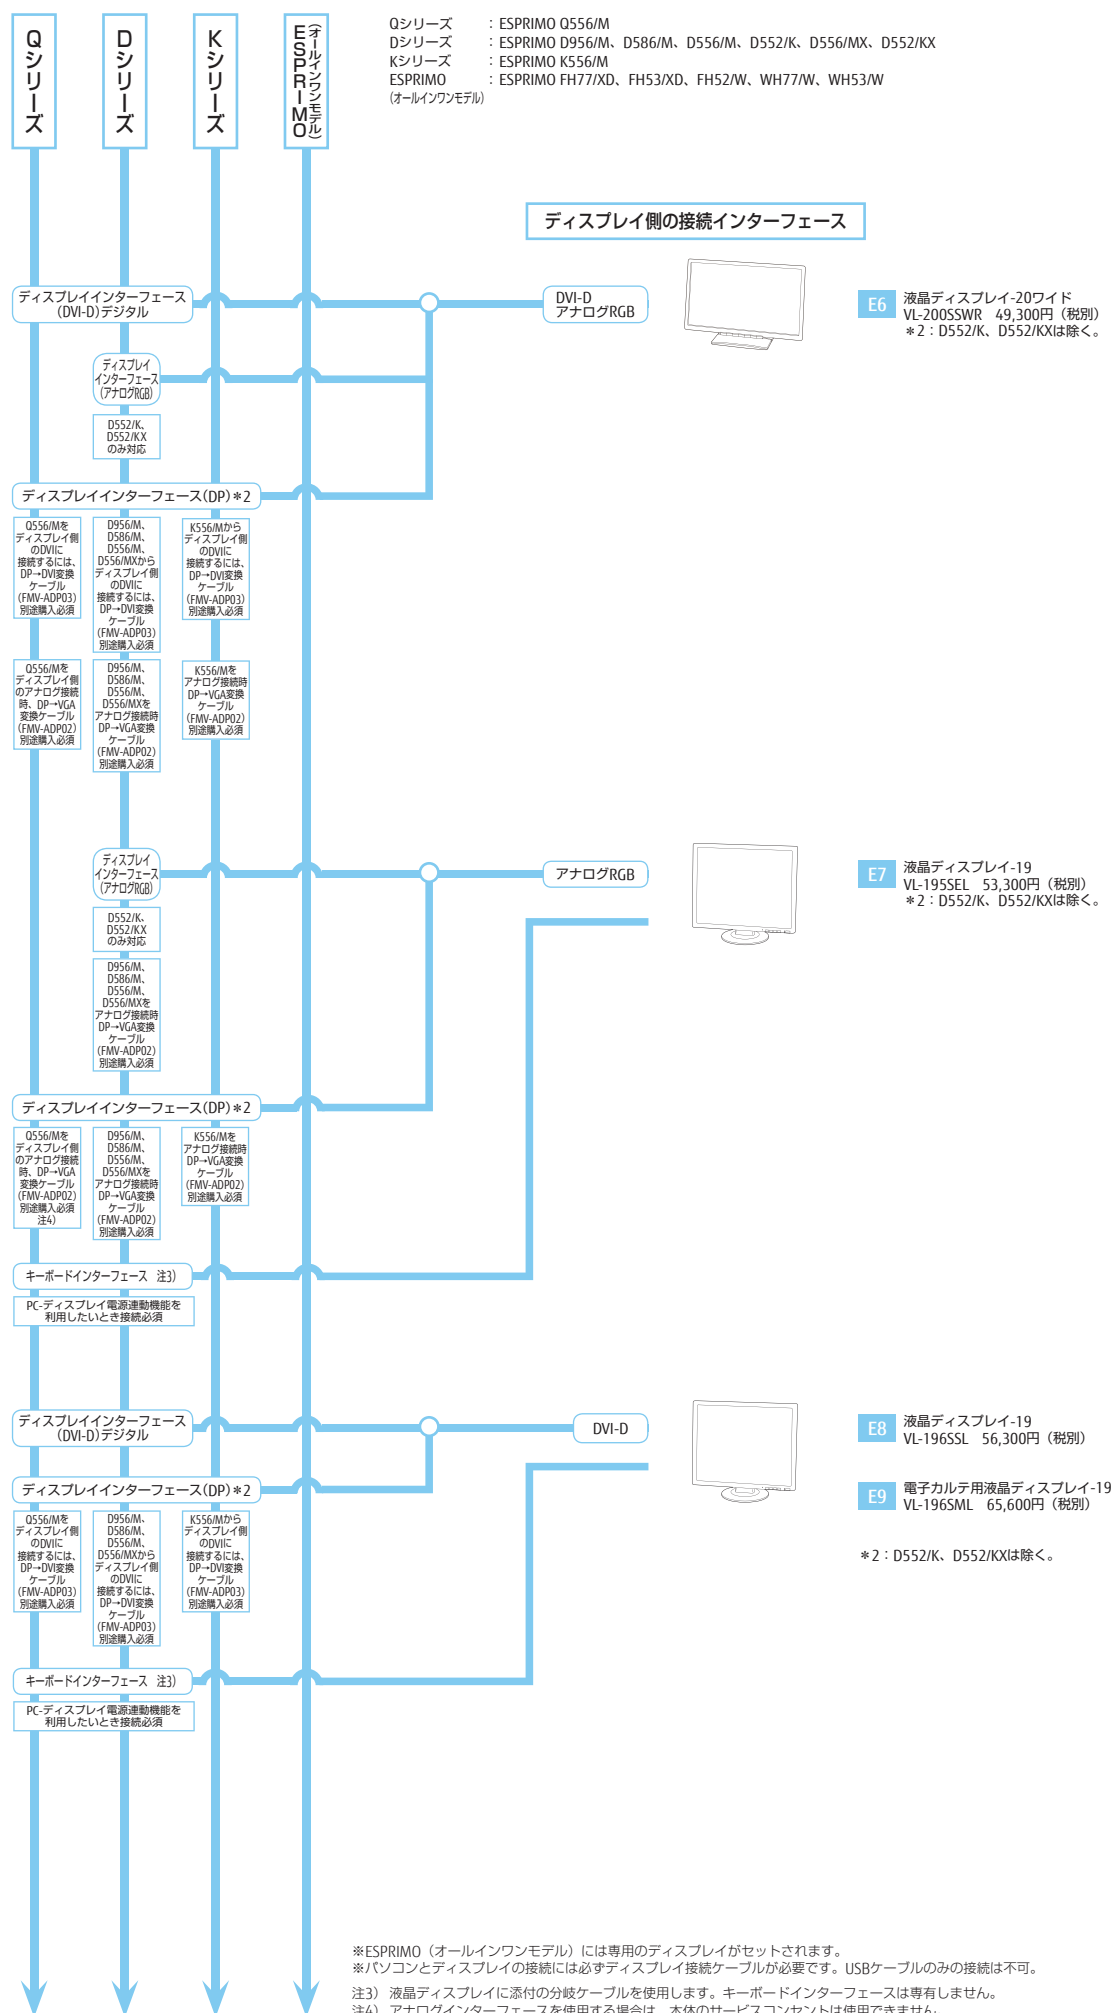 Qシリーズ
Dシリーズ
Kシリーズ
ESPRIMO
(オールインワンモデル)
Qシリーズ : ESPRIMO Q556/M
Dシリーズ : ESPRIMO D956/M、D586/M、D556/M、D552/K、D556/MX、D552/KX
Kシリーズ : ESPRIMO K556/M
ESPRIMO : ESPRIMO FH77/XD、FH53/XD、FH52/W、WH77/W、WH53/W
(オールインワンモデル)
ディスプレイ側の接続インターフェース
ディスプレイインターフェース
(DVI-D)デジタル
DVI-D
アナログRGB
E6 液晶ディスプレイ-20ワイド
VL-200SSWR 49,300円（税別）
＊2：D552/K、D552/KXは除く。
ディスプレイ
インターフェース
(アナログRGB)
D552/K、
D552/KX
のみ対応
ディスプレイインターフェース(DP)＊2
Q556/Mを
ディスプレイ側
のDVIに
接続するには、
DP→DVI変換
ケーブル
(FMV-ADP03)
別途購入必須
D956/M、
D586/M、
D556/M、
D556/MXから
ディスプレイ側
のDVIに
接続するには、
DP→DVI変換
ケーブル
(FMV-ADP03)
別途購入必須
K556/Mから
ディスプレイ側
のDVIに
接続するには、
DP→DVI変換
ケーブル
(FMV-ADP03)
別途購入必須
Q556/Mを
ディスプレイ側
のアナログ接続
時、DP→VGA
変換ケーブル
(FMV-ADP02)
別途購入必須
D956/M、
D586/M、
D556/M、
D556/MXを
アナログ接続時
DP→VGA変換
ケーブル
(FMV-ADP02)
別途購入必須
K556/Mを
アナログ接続時
DP→VGA変換
ケーブル
(FMV-ADP02)
別途購入必須
ディスプレイ
インターフェース
(アナログRGB)
アナログRGB
E7 液晶ディスプレイ-19
VL-195SEL 53,300円（税別）
＊2：D552/K、D552/KXは除く。
D552/K、
D552/KX
のみ対応
D956/M、
D586/M、
D556/M、
D556/MXを
アナログ接続時
DP→VGA変換
ケーブル
(FMV-ADP02)
別途購入必須
ディスプレイインターフェース(DP)＊2
Q556/Mを
ディスプレイ側
のアナログ接続
時、DP→VGA
変換ケーブル
(FMV-ADP02)
別途購入必須
注4)
D956/M、
D586/M、
D556/M、
D556/MXを
アナログ接続時
DP→VGA変換
ケーブル
(FMV-ADP02)
別途購入必須
K556/Mを
アナログ接続時
DP→VGA変換
ケーブル
(FMV-ADP02)
別途購入必須
キーボードインターフェース 注3)
PC-ディスプレイ電源連動機能を
利用したいとき接続必須
ディスプレイインターフェース
(DVI-D)デジタル
DVI-D
E8 液晶ディスプレイ-19
VL-196SSL 56,300円（税別）
E9 電子カルテ用液晶ディスプレイ-19
VL-196SML 65,600円（税別）
＊2：D552/K、D552/KXは除く。
ディスプレイインターフェース(DP)＊2
Q556/Mを
ディスプレイ側
のDVIに
接続するには、
DP→DVI変換
ケーブル
(FMV-ADP03)
別途購入必須
D956/M、
D586/M、
D556/M、
D556/MXから
ディスプレイ側
のDVIに
接続するには、
DP→DVI変換
ケーブル
(FMV-ADP03)
別途購入必須
K556/Mから
ディスプレイ側
のDVIに
接続するには、
DP→DVI変換
ケーブル
(FMV-ADP03)
別途購入必須
キーボードインターフェース 注3)
PC-ディスプレイ電源連動機能を
利用したいとき接続必須
※ESPRIMO（オールインワンモデル）には専用のディスプレイがセットされます。
※パソコンとディスプレイの接続には必ずディスプレイ接続ケーブルが必要です。USBケーブルのみの接続は不可。
注3) 液晶ディスプレイに添付の分岐ケーブルを使用します。キーボードインターフェースは専有しません。
注4) アナログインターフェースを使用する場合は、本体のサービスコンセントは使用できません。